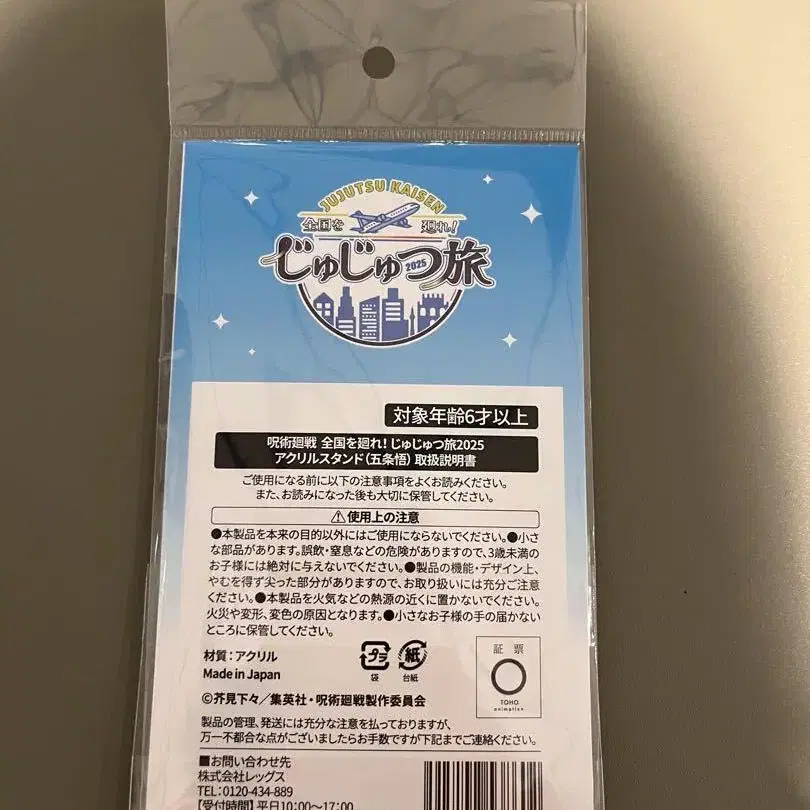 JUJUTSU KAISEN
全国を 廻れ!
じゅじゅつ旅
2025
対象年齢6才以上
呪術廻戦 全国を廻れ! じゅじゅつ旅2025
アクリルスタンド(五条悟) 取扱説明書
ご使用になる前に以下の注意事項をよくお読みください。
また、お読みになった後も大切に保管してください。
⚠使用上の注意
●本製品を本来の目的以外にはご使用にならないでください。●小さ
な部品があります。誤飲・窒息などの危険がありますので、3歳未満の
お子様には絶対に与えないでください。●製品の機能・デザイン上、
やむを得ず尖った部分がありますので、お取り扱いには充分ご注意
ください。●本製品を火気などの熱源の近くに置かないでください。
火災や変形、変色の原因となります。●小さなお子様の手の届かない
ところに保管してください。
材質:アクリル
Made in Japan
プラ
袋
紙
台紙
証票
TOHO
animation
©芥見下々/集英社・呪術廻戦製作委員会
製品の管理、発送には充分な注意を払っておりますが、
万一不都合な点がございましたらお手数ですが下記までご連絡ください。
■お問い合わせ先
株式会社レッグス
TEL:0120-434-889
【受付時間】平日10:00〜17:00